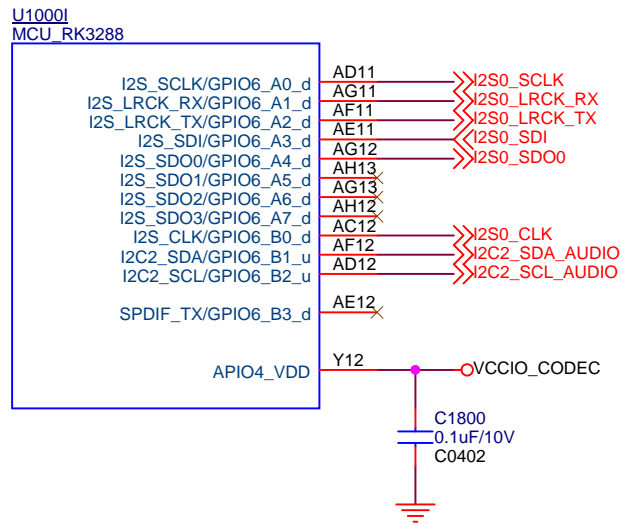 U1000I
MCU_RK3288
I2S_SCLK/GPIO6_A0_d AD11 I2S0_SCLK
I2S_LRCK_RX/GPIO6_A1_d AG11 I2S0_LRCK_RX
I2S_LRCK_TX/GPIO6_A2_d AF11 I2S0_LRCK_TX
I2S_SDI/GPIO6_A3_d AE11 I2S0_SDI
I2S_SDO0/GPIO6_A4_d AG12 I2S0_SDO0
I2S_SDO1/GPIO6_A5_d AH13
I2S_SDO2/GPIO6_A6_d AG13
I2S_SDO3/GPIO6_A7_d AH12
I2S_CLK/GPIO6_B0_d AC12 I2S0_CLK
I2C2_SDA/GPIO6_B1_u AF12 I2C2_SDA_AUDIO
I2C2_SCL/GPIO6_B2_u AD12 I2C2_SCL_AUDIO
SPDIF_TX/GPIO6_B3_d AE12
APIO4_VDD Y12 VCCIO_CODEC
C1800
0.1uF/10V
C0402